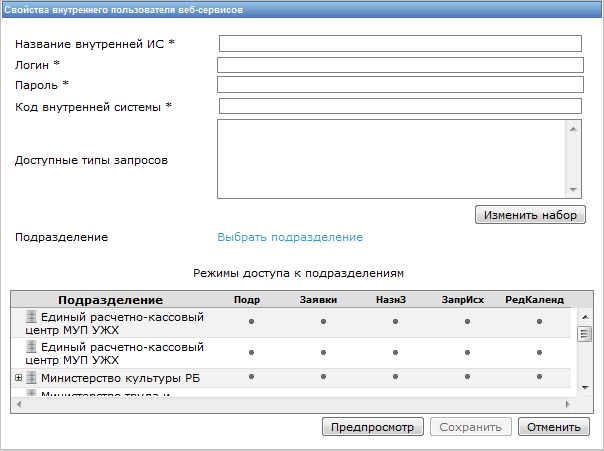 Свойства внутреннего пользователя веб-сервисов
Название внутренней ИС *
Логин *
Пароль *
Код внутренней системы *
Доступные типы запросов
Изменить набор
Подразделение Выбрать подразделение
Режимы доступа к подразделениям
Подразделение Подр Заявки НазнЗ ЗапрИсх РедКаленд
Единый расчетно-кассовый
центр МУП УЖХ
Единый расчетно-кассовый
центр МУП УЖХ
Министерство культуры РБ
Министерство труда и
Предпросмотр Сохранить Отменить